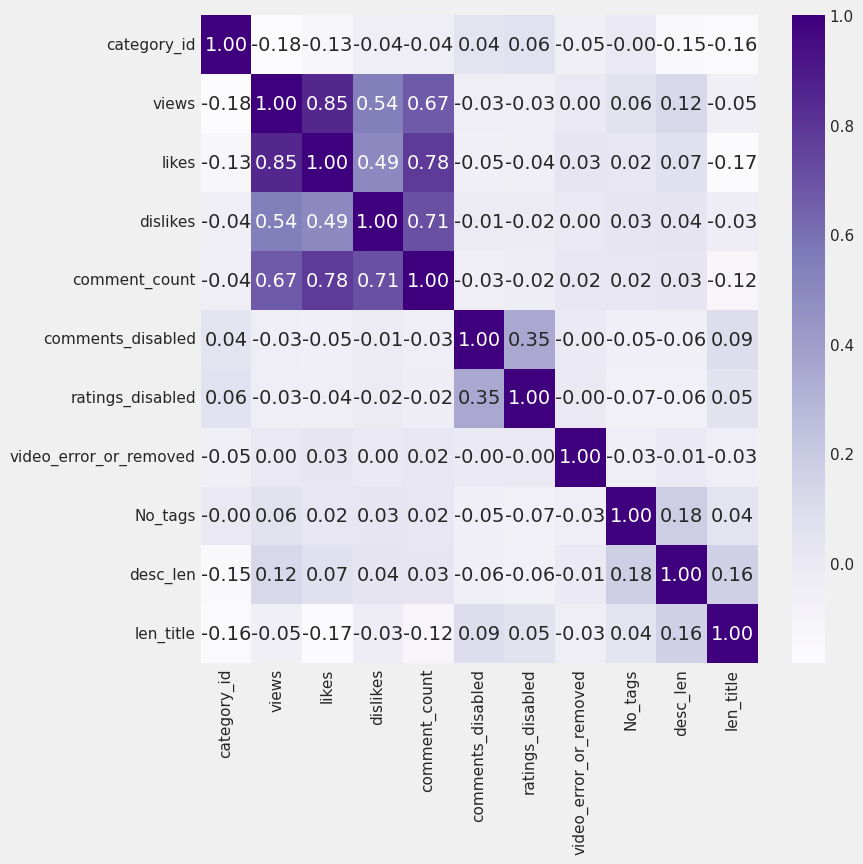 category_id 1.00 -0.18 -0.13 -0.04 -0.04 0.04 0.06 -0.05 -0.00 -0.15 -0.16
views -0.18 1.00 0.85 0.54 0.67 -0.03 -0.03 0.00 0.06 0.12 -0.05
likes -0.13 0.85 1.00 0.49 0.78 -0.05 -0.04 0.03 0.02 0.07 -0.17
dislikes -0.04 0.54 0.49 1.00 0.71 -0.01 -0.02 0.00 0.03 0.04 -0.03
comment_count -0.04 0.67 0.78 0.71 1.00 -0.03 -0.02 0.02 0.02 0.03 -0.12
comments_disabled 0.04 -0.03 -0.05 -0.01 -0.03 1.00 0.35 -0.00 -0.05 -0.06 0.09
ratings_disabled 0.06 -0.03 -0.04 -0.02 -0.02 0.35 1.00 -0.00 -0.07 -0.06 0.05
video_error_or_removed -0.05 0.00 0.03 0.00 0.02 -0.00 -0.00 1.00 -0.03 -0.01 -0.03
No_tags -0.00 0.06 0.02 0.03 0.02 -0.05 -0.07 -0.03 1.00 0.18 0.04
desc_len -0.15 0.12 0.07 0.04 0.03 -0.06 -0.06 -0.01 0.18 1.00 0.16
len_title -0.16 -0.05 -0.17 -0.03 -0.12 0.09 0.05 -0.03 0.04 0.16 1.00
category_id
views
likes
dislikes
comment_count
comments_disabled
ratings_disabled
video_error_or_removed
No_tags
desc_len
len_title
1.0
0.8
0.6
0.4
0.2
0.0